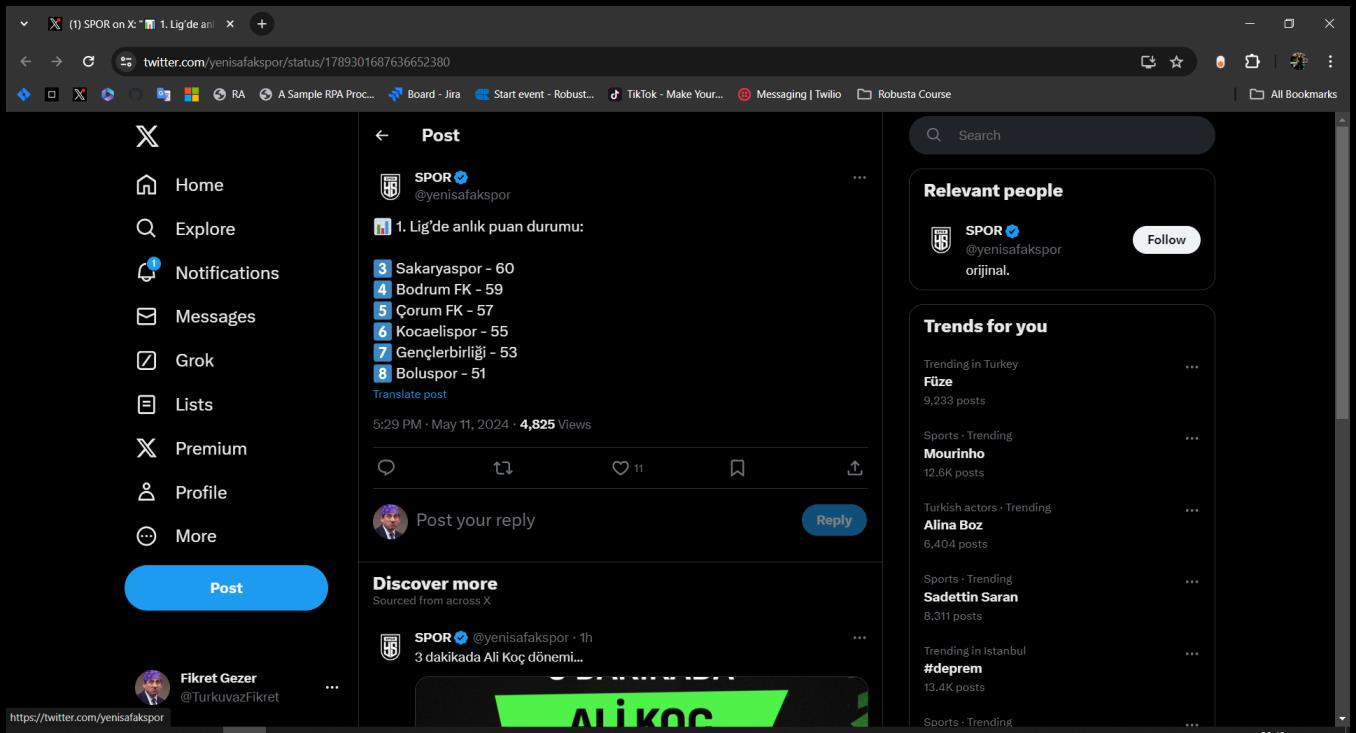 (1) SPOR on X: "📊 1. Lig'de anl
twitter.com/yenisafakspor/status/1789301687636652380
RA
A Sample RPA Proc...
Board - Jira
Start event - Robust...
TikTok - Make Your...
Messaging | Twilio
Robusta Course
All Bookmarks
Home
Explore
1
Notifications
Messages
Grok
Lists
Premium
Profile
More
Post
Fikret Gezer
@TurkuvazFikret
https://twitter.com/yenisafakspor
Post
SPOR
@yenisafakspor
📊 1. Lig'de anlık puan durumu:
3 Sakaryaspor - 60
4 Bodrum FK - 59
5 Çorum FK - 57
6 Kocaelispor - 55
7 Gençlerbirliği - 53
8 Boluspor - 51
Translate post
5:29 PM · May 11, 2024 · 4,825 Views
11
Post your reply
Reply
Discover more
Sourced from across X
SPOR @yenisafakspor · 1h
3 dakikada Ali Koç dönemi...
3 DAKİKADA
ALİ KOÇ
Search
Relevant people
SPOR
@yenisafakspor
Follow
orijinal.
Trends for you
Trending in Turkey
Füze
9,233 posts
Sports · Trending
Mourinho
12.6K posts
Turkish actors · Trending
Alina Boz
6,404 posts
Sports · Trending
Sadettin Saran
8,311 posts
Trending in Istanbul
#deprem
13.4K posts
Sports · Trending